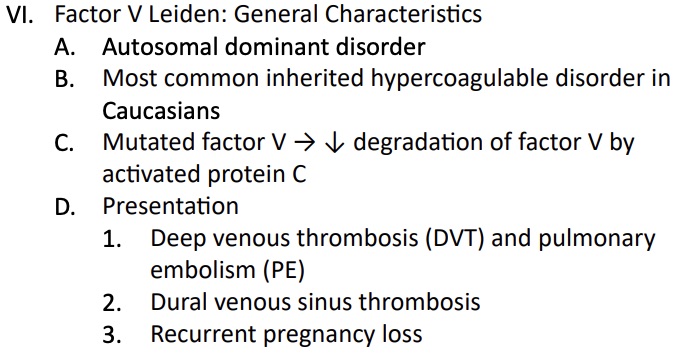 VI. Factor V Leiden: General Characteristics
A. Autosomal dominant disorder
B. Most common inherited hypercoagulable disorder in
Caucasians
C. Mutated factor V → ↓ degradation of factor V by
activated protein C
D. Presentation
1. Deep venous thrombosis (DVT) and pulmonary
embolism (PE)
2. Dural venous sinus thrombosis
3. Recurrent pregnancy loss